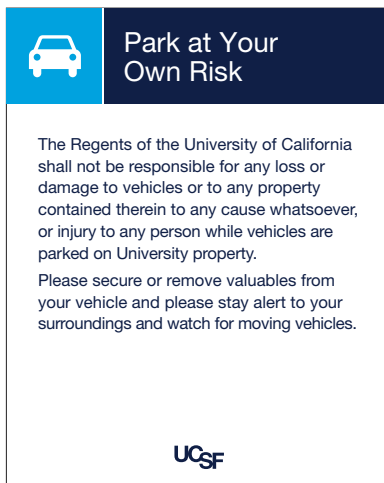 Park at Your
Own Risk
The Regents of the University of California
shall not be responsible for any loss or
damage to vehicles or to any property
contained therein to any cause whatsoever,
or injury to any person while vehicles are
parked on University property.
Please secure or remove valuables from
your vehicle and please stay alert to your
surroundings and watch for moving vehicles.
UCSF